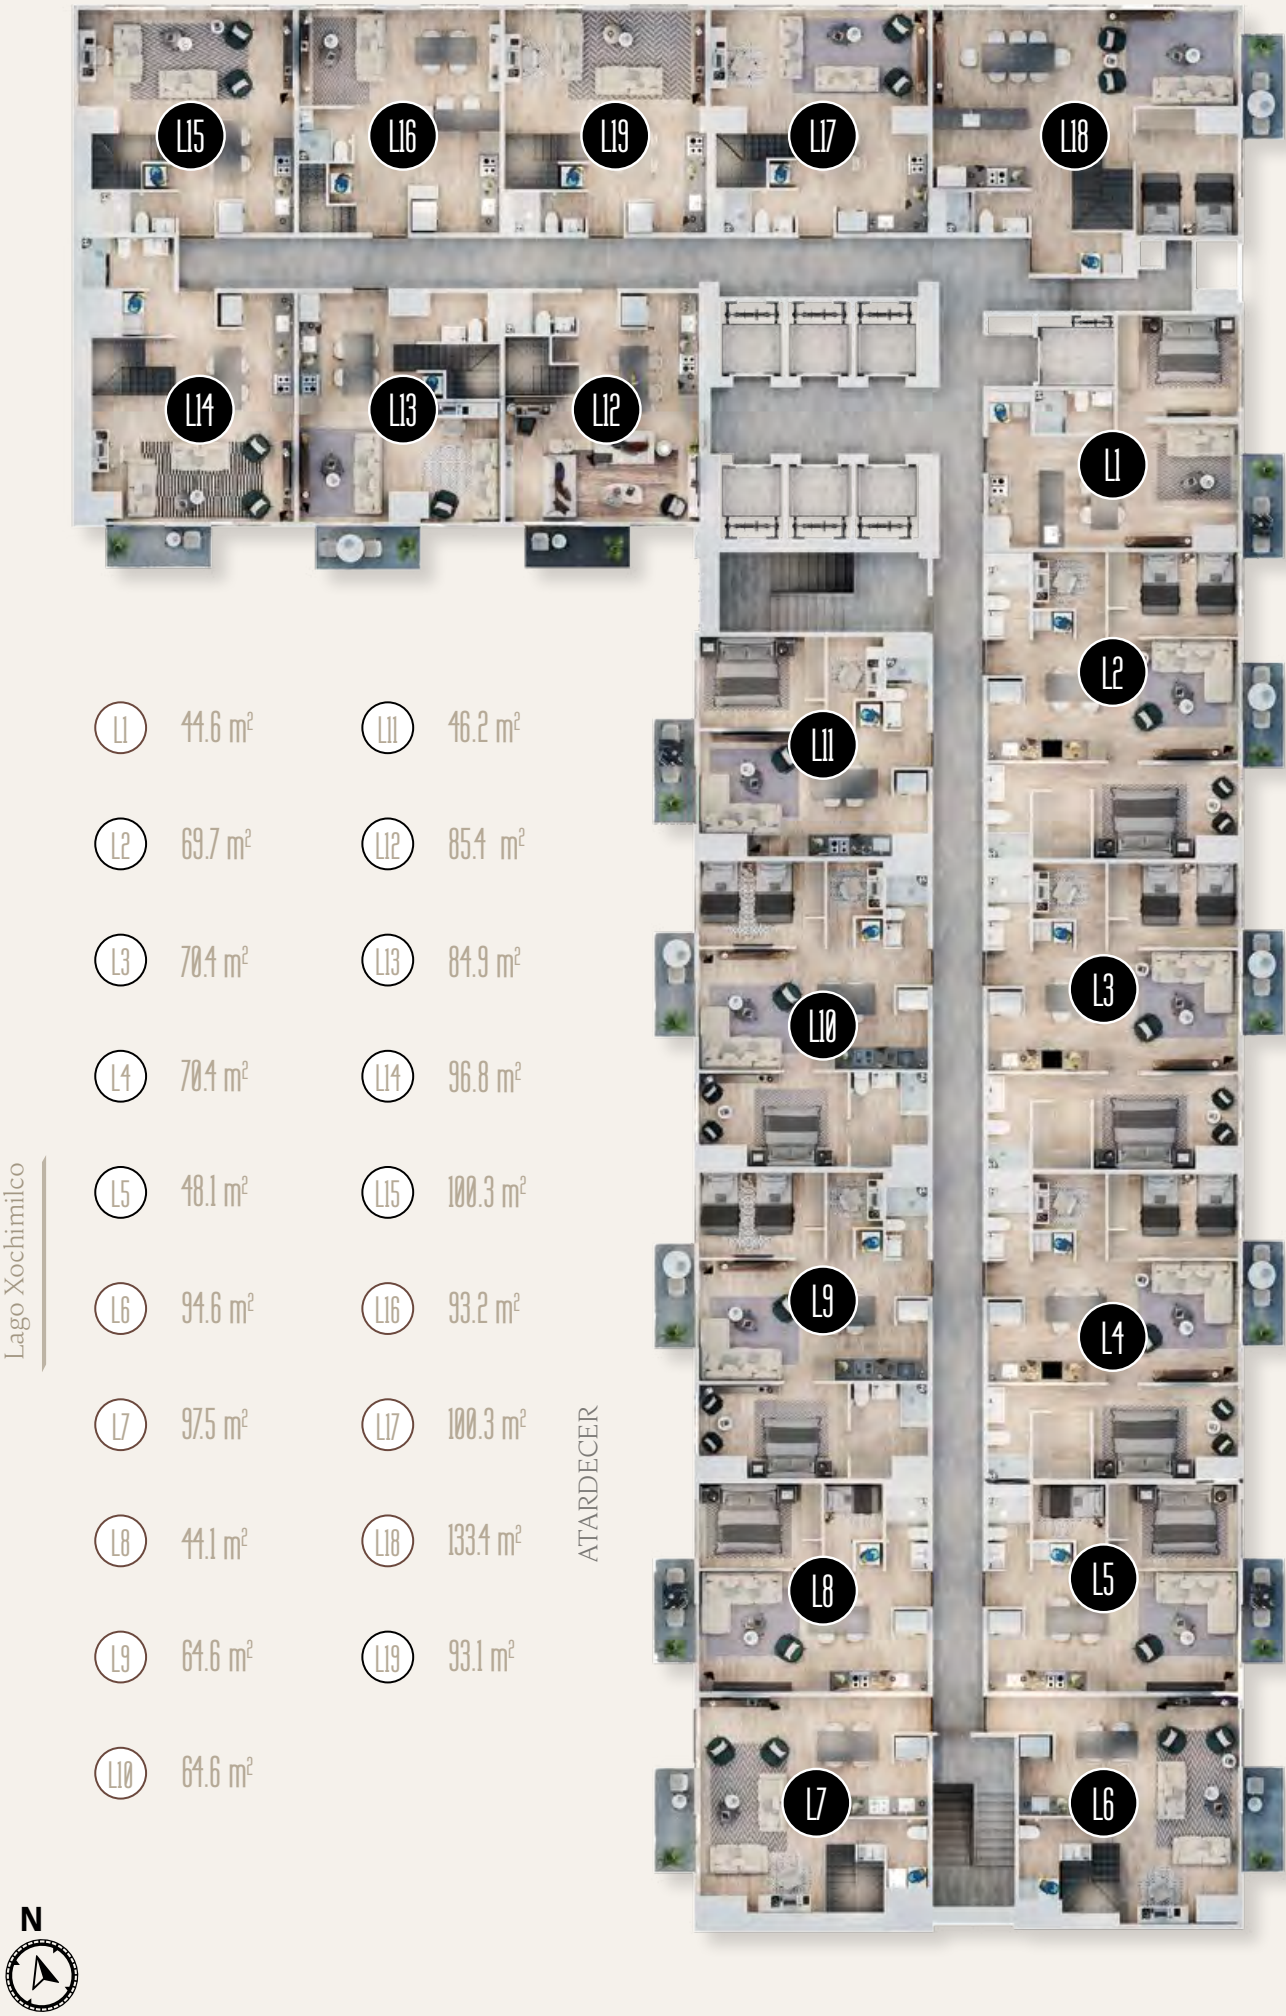 L15
L16
L19
L17
L18
L14
L13
L12
L1
L2
L11
L3
L10
L9
L4
L8
L5
L7
L6
L1 44.6 m²
L2 69.7 m²
L3 70.4 m²
L4 70.4 m²
L5 48.1 m²
L6 94.6 m²
L7 97.5 m²
L8 44.1 m²
L9 64.6 m²
L10 64.6 m²
L11 46.2 m²
L12 85.4 m²
L13 84.9 m²
L14 96.8 m²
L15 100.3 m²
L16 93.2 m²
L17 100.3 m²
L18 133.4 m²
L19 93.1 m²
Lago Xochimilco
ATARDECER
N